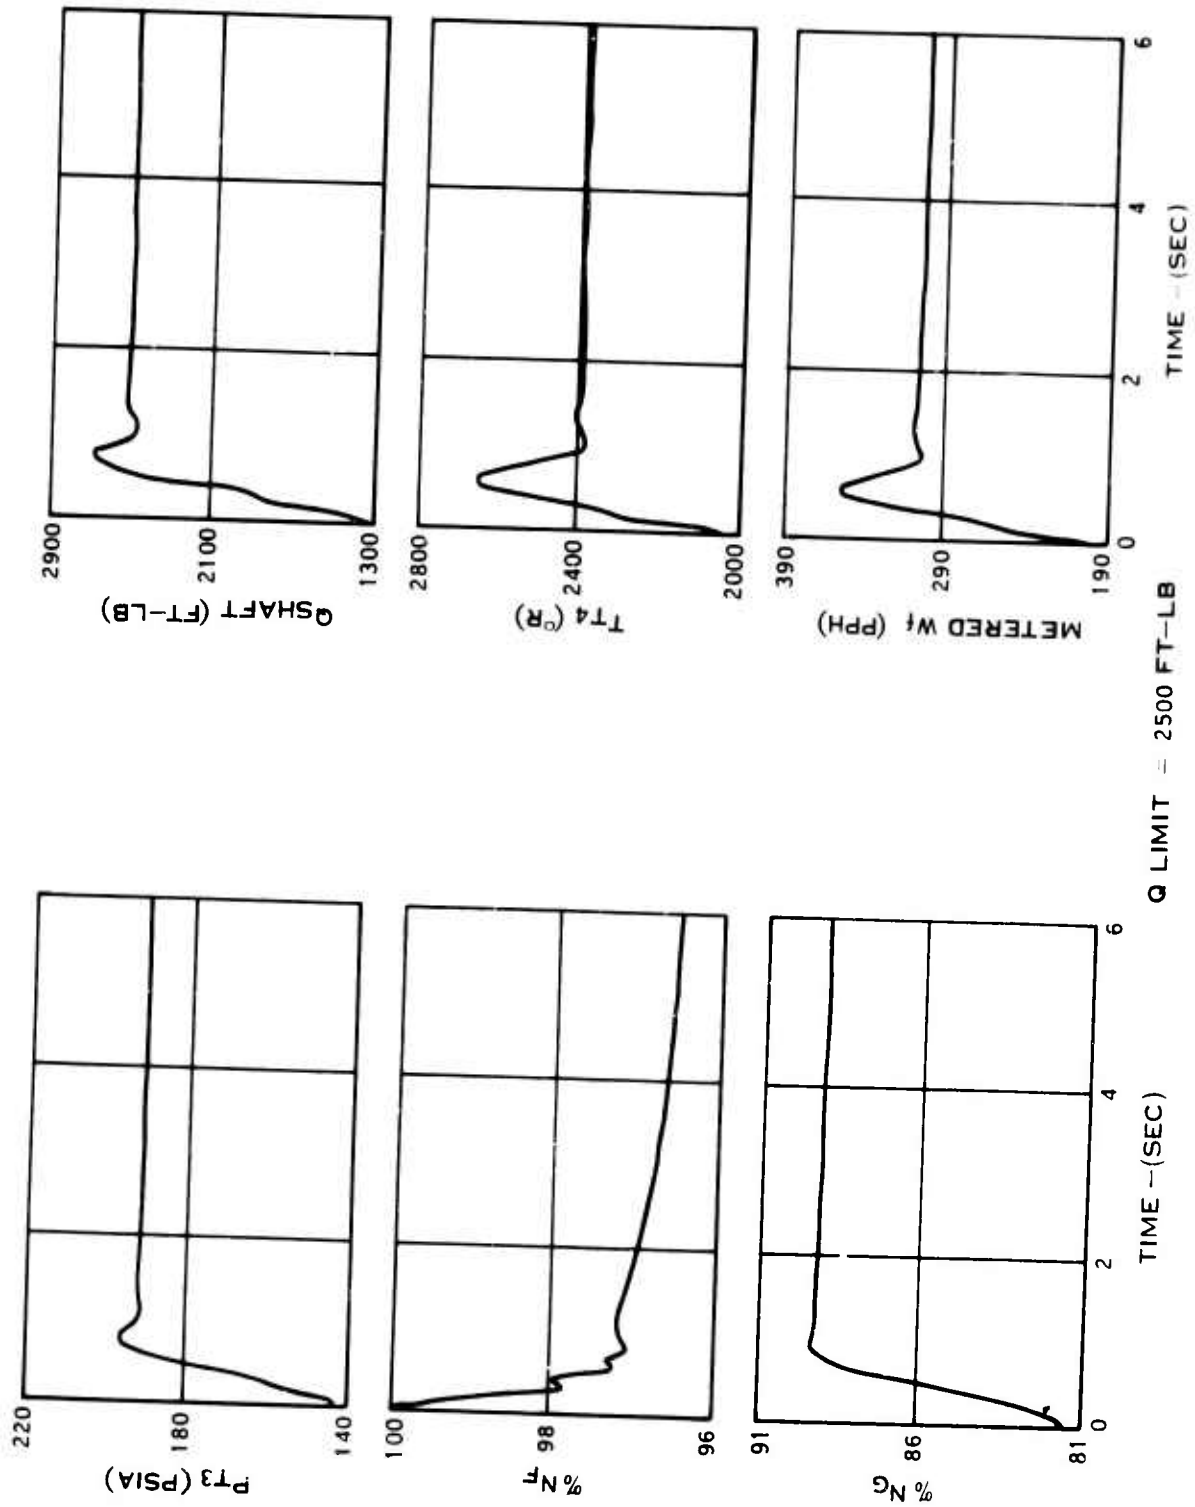 2900
2100
1300
QSHAFT (FT-LB)
2800
2400
2000
TT4 (°R)
390
290
190
METERED Wf (PPH)
0
2
4
6
TIME - (SEC)
220
180
140
PT3 (PSIA)
100
98
96
% NF
91
86
81
% NG
0
2
4
6
TIME - (SEC)
Q LIMIT = 2500 FT-LB